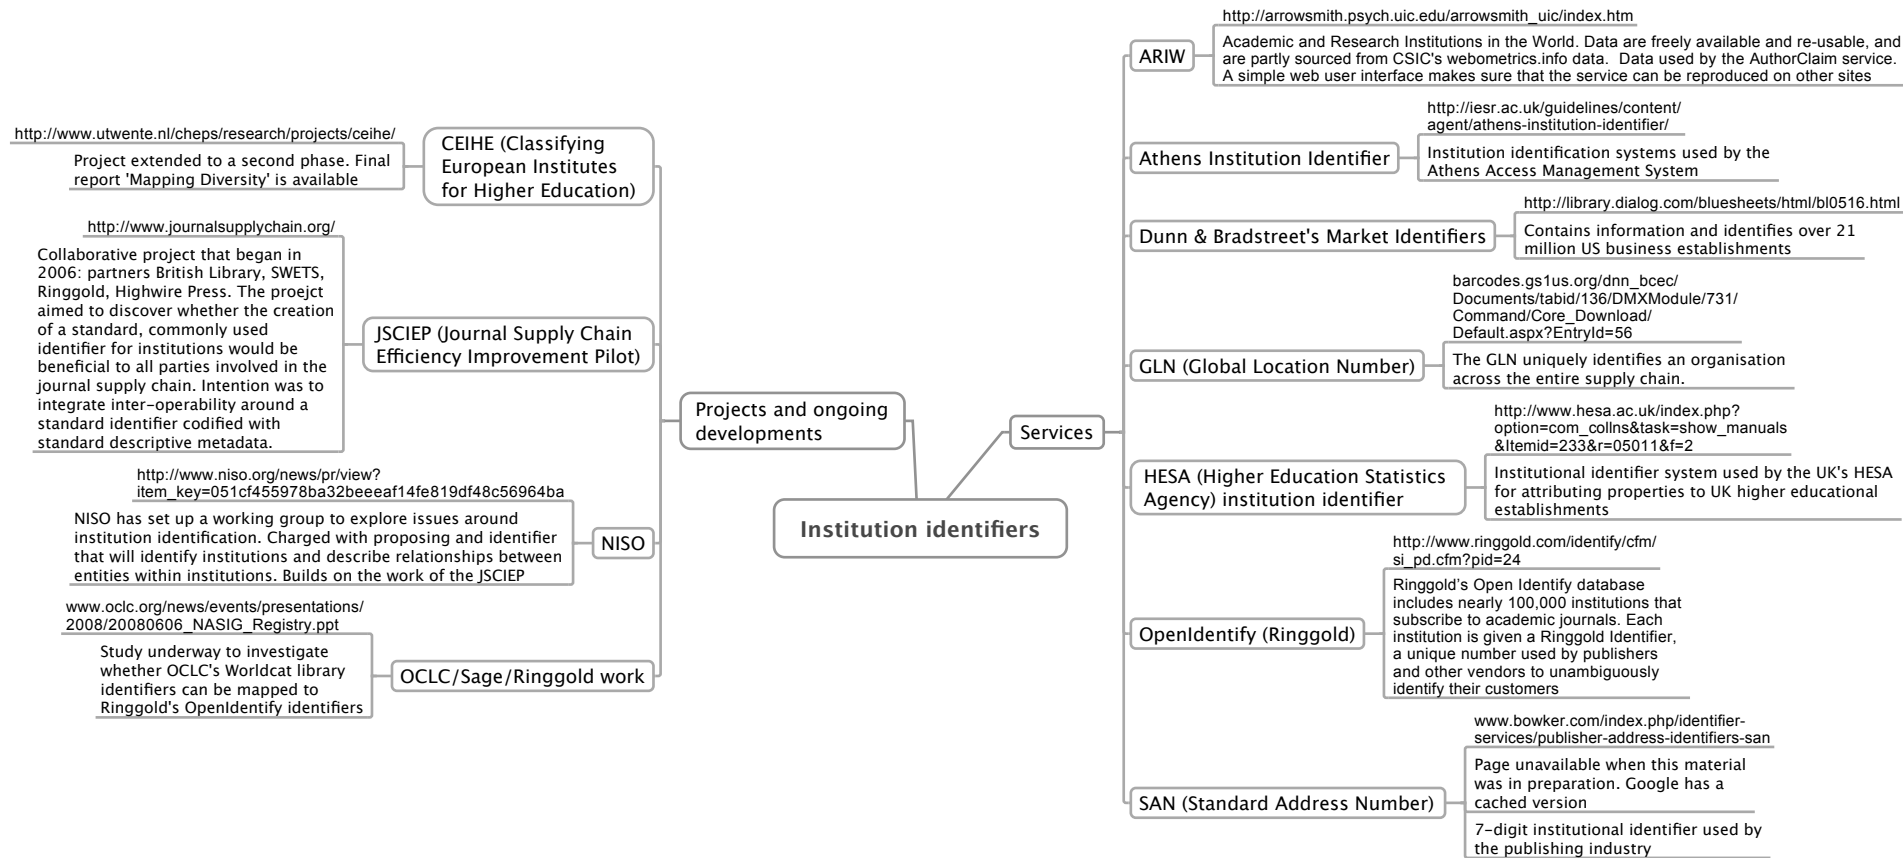 Institution identifiers
Projects and ongoing
developments
CEIHE (Classifying
European Institutes
for Higher Education)
http://www.utwente.nl/cheps/research/projects/ceihe/
Project extended to a second phase. Final
report 'Mapping Diversity' is available
JSCIEP (Journal Supply Chain
Efficiency Improvement Pilot)
http://www.journalsupplychain.org/
Collaborative project that began in
2006: partners British Library, SWETS,
Ringgold, Highwire Press. The proejct
aimed to discover whether the creation
of a standard, commonly used
identifier for institutions would be
beneficial to all parties involved in the
journal supply chain. Intention was to
integrate inter-operability around a
standard identifier codified with
standard descriptive metadata.
NISO
http://www.niso.org/news/pr/view?
item_key=051cf455978ba32beeeaf14fe819df48c56964ba
NISO has set up a working group to explore issues around
institution identification. Charged with proposing and identifier
that will identify institutions and describe relationships between
entities within institutions. Builds on the work of the JSCIEP
OCLC/Sage/Ringgold work
www.oclc.org/news/events/presentations/
2008/20080606_NASIG_Registry.ppt
Study underway to investigate
whether OCLC's Worldcat library
identifiers can be mapped to
Ringgold's OpenIdentify identifiers
Services
ARIW
http://arrowsmith.psych.uic.edu/arrowsmith_uic/index.htm
Academic and Research Institutions in the World. Data are freely available and re-usable, and
are partly sourced from CSIC's webometrics.info data.  Data used by the AuthorClaim service.
A simple web user interface makes sure that the service can be reproduced on other sites
Athens Institution Identifier
http://iesr.ac.uk/guidelines/content/
agent/athens-institution-identifier/
Institution identification systems used by the
Athens Access Management System
Dunn & Bradstreet's Market Identifiers
http://library.dialog.com/bluesheets/html/bl0516.html
Contains information and identifies over 21
million US business establishments
GLN (Global Location Number)
barcodes.gs1us.org/dnn_bcec/
Documents/tabid/136/DMXModule/731/
Command/Core_Download/
Default.aspx?EntryId=56
The GLN uniquely identifies an organisation
across the entire supply chain.
HESA (Higher Education Statistics
Agency) institution identifier
http://www.hesa.ac.uk/index.php?
option=com_collns&task=show_manuals
&Itemid=233&r=05011&f=2
Institutional identifier system used by the UK's HESA
for attributing properties to UK higher educational
establishments
OpenIdentify (Ringgold)
http://www.ringgold.com/identify/cfm/
si_pd.cfm?pid=24
Ringgold's Open Identify database
includes nearly 100,000 institutions that
subscribe to academic journals. Each
institution is given a Ringgold Identifier,
a unique number used by publishers
and other vendors to unambiguously
identify their customers
SAN (Standard Address Number)
www.bowker.com/index.php/identifier-
services/publisher-address-identifiers-san
Page unavailable when this material
was in preparation. Google has a
cached version
7-digit institutional identifier used by
the publishing industry